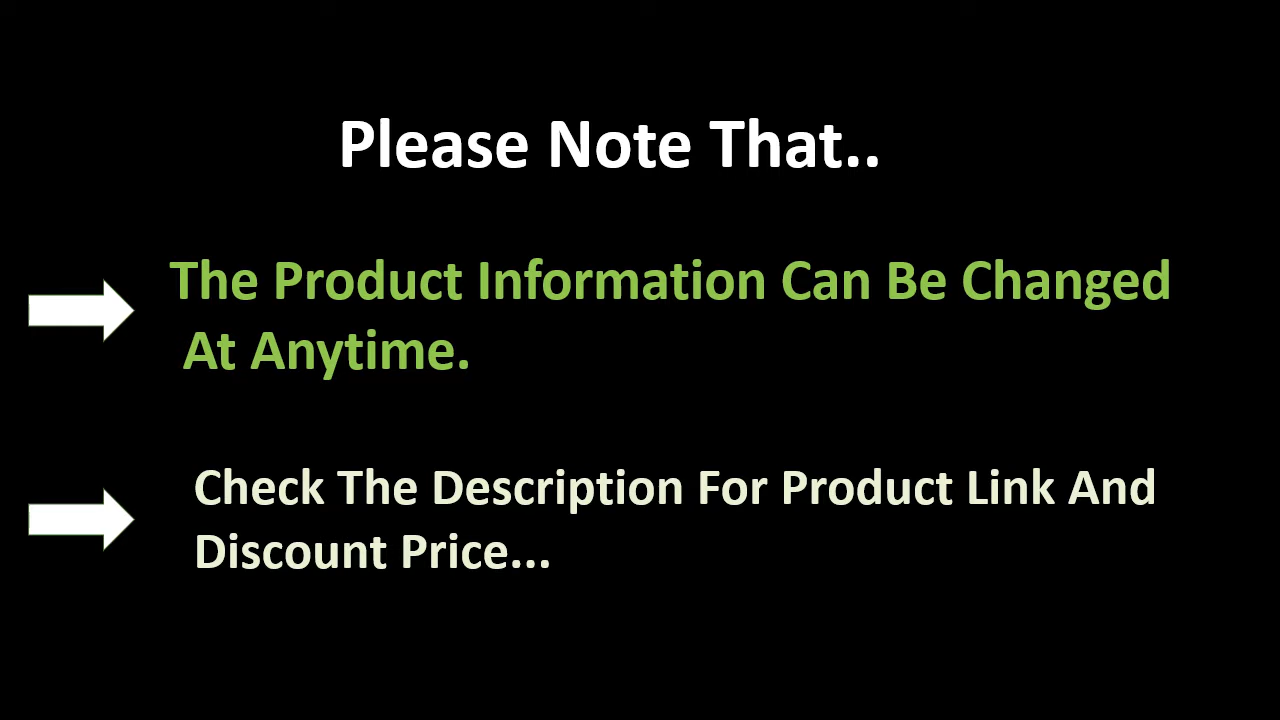 Please Note That..
The Product Information Can Be Changed
At Anytime.
Check The Description For Product Link And
Discount Price...